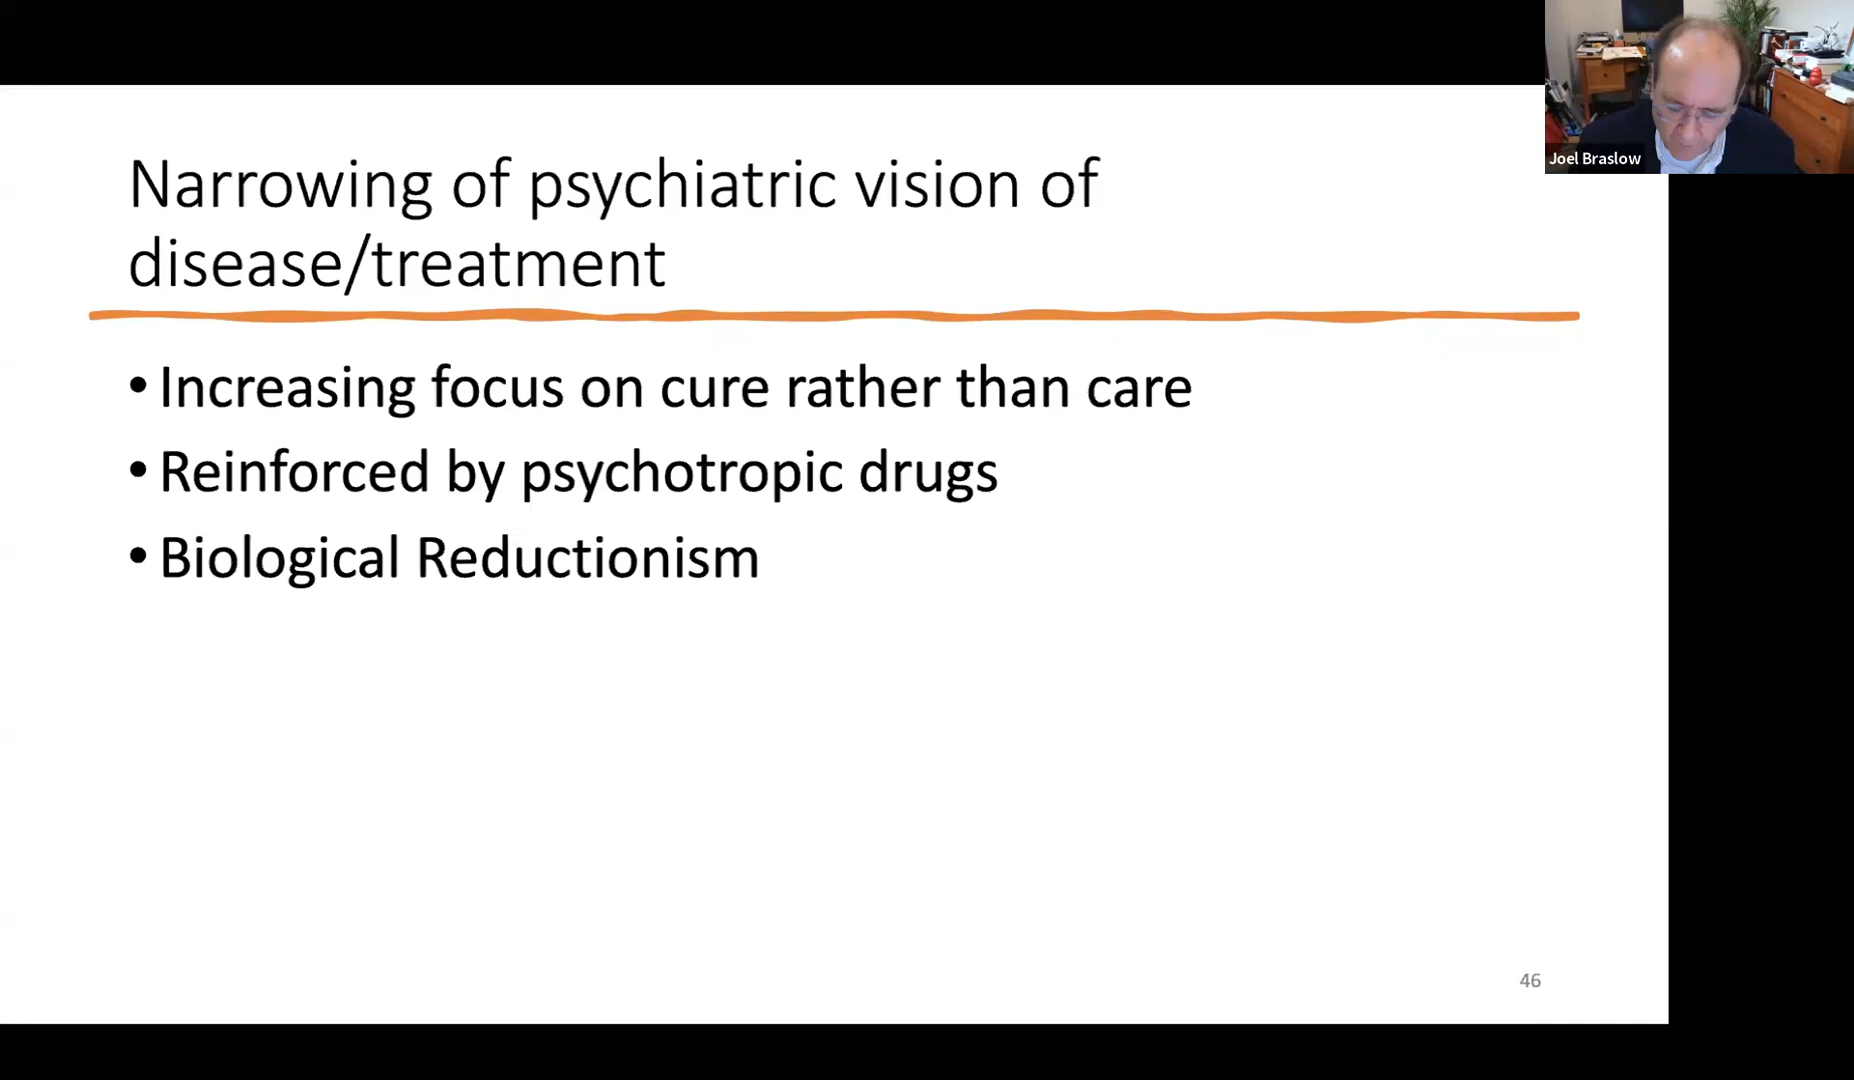 Joel Braslow
Narrowing of psychiatric vision of
disease/treatment
• Increasing focus on cure rather than care
• Reinforced by psychotropic drugs
• Biological Reductionism
46